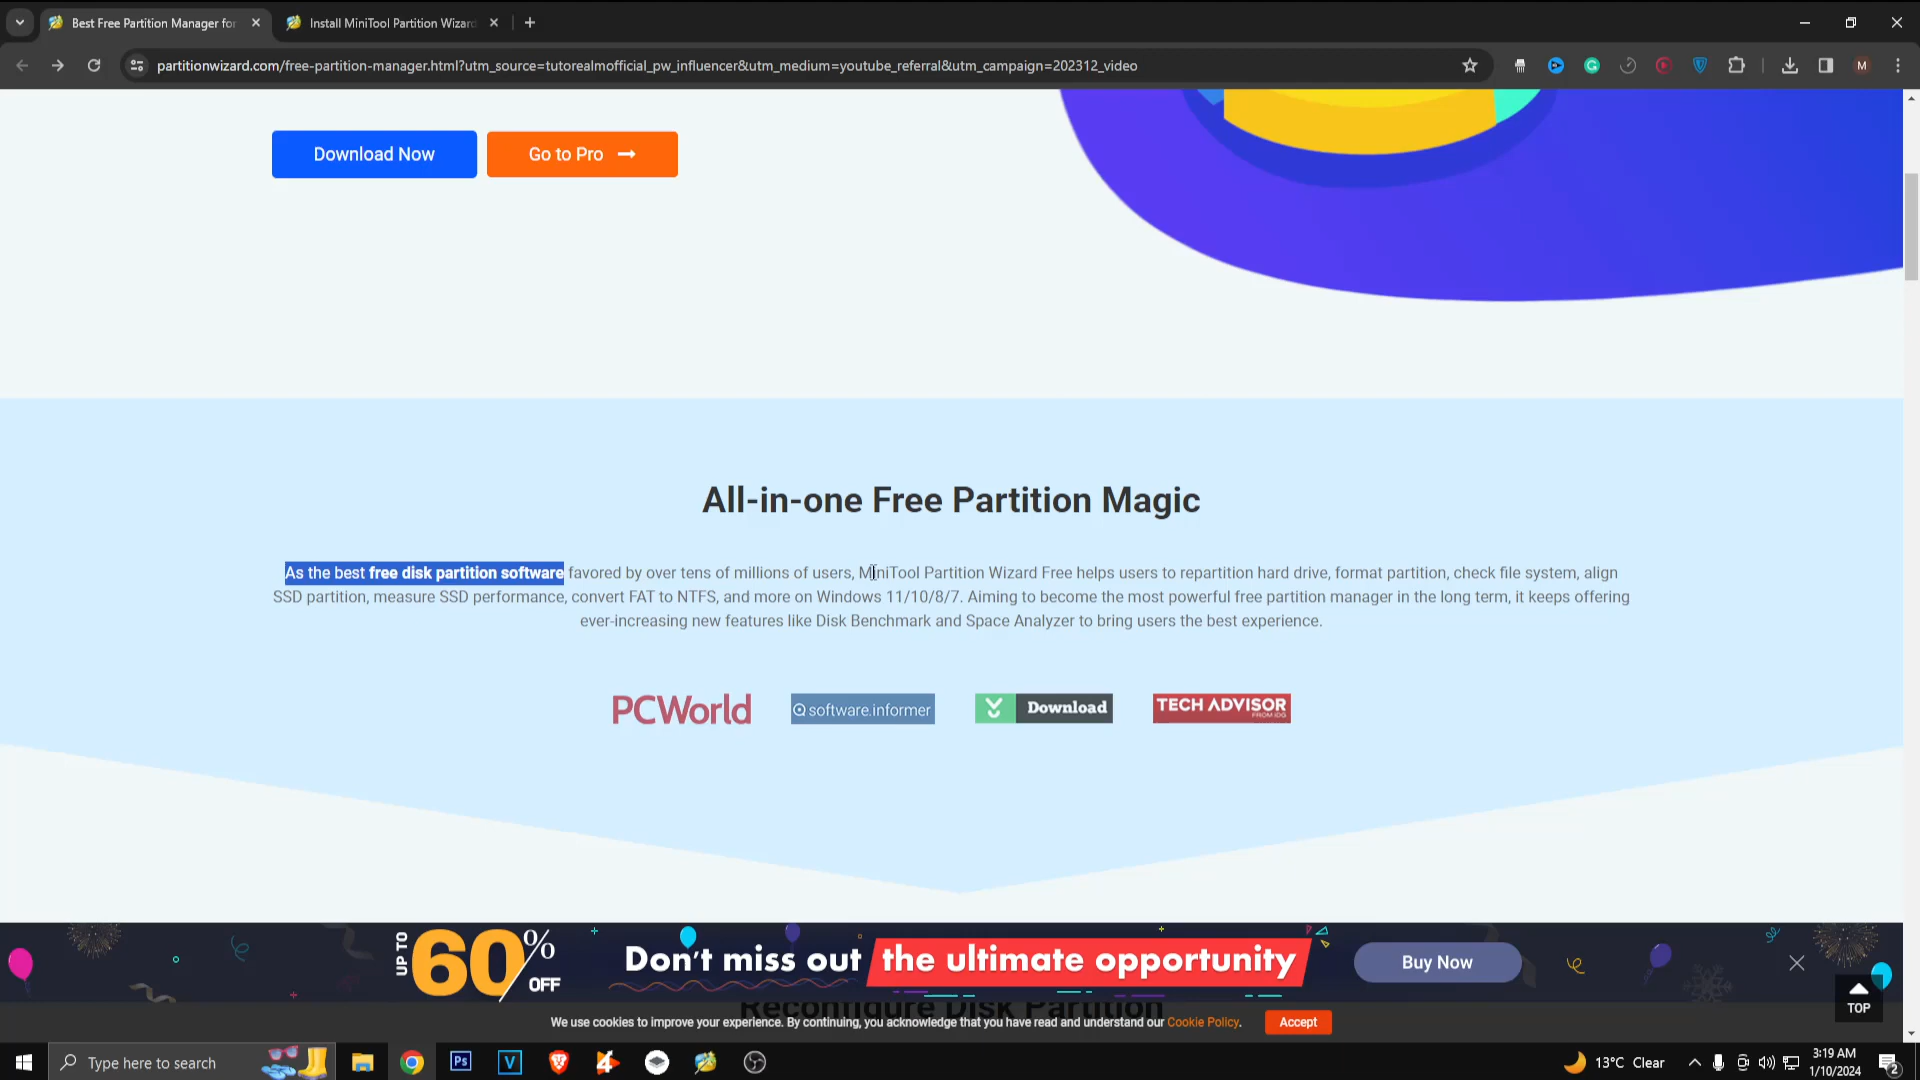 Best Free Partition Manager for
Install MiniTool Partition Wizard
partitionwizard.com/free-partition-manager.html?utm_source=tutorealmofficial_pw_influencer&utm_medium=youtube_referral&utm_campaign=202312_video
M
Download Now
Go to Pro
All-in-one Free Partition Magic
As the best free disk partition software favored by over tens of millions of users, MiniTool Partition Wizard Free helps users to repartition hard drive, format partition, check file system, align
SSD partition, measure SSD performance, convert FAT to NTFS, and more on Windows 11/10/8/7. Aiming to become the most powerful free partition manager in the long term, it keeps offering
ever-increasing new features like Disk Benchmark and Space Analyzer to bring users the best experience.
PCWorld
software.informer
Download
TECH ADVISOR
FROM IDG
UP TO 60% OFF
Don't miss out the ultimate opportunity
Buy Now
TOP
Reconfigure Disk Partition
We use cookies to improve your experience. By continuing, you acknowledge that you have read and understand our Cookie Policy.
Accept
Type here to search
Ps
V
13°C Clear
3:19 AM
1/10/2024
2